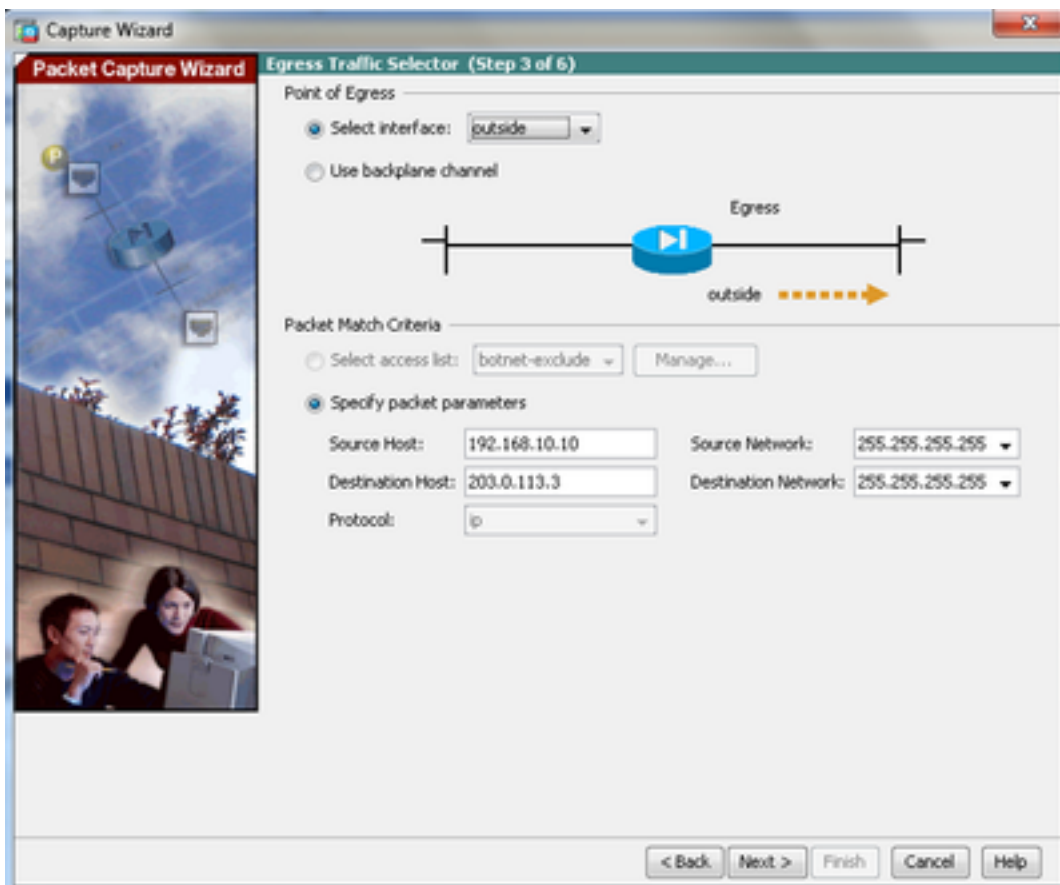 Capture Wizard
Packet Capture Wizard
Egress Traffic Selector (Step 3 of 6)
Point of Egress
Select interface: outside
Use backplane channel
Egress
outside
Packet Match Criteria
Select access list: botnet-exclude Manage...
Specify packet parameters
Source Host: 192.168.10.10 Source Network: 255.255.255.255
Destination Host: 203.0.113.3 Destination Network: 255.255.255.255
Protocol: ip
< Back Next > Finish Cancel Help